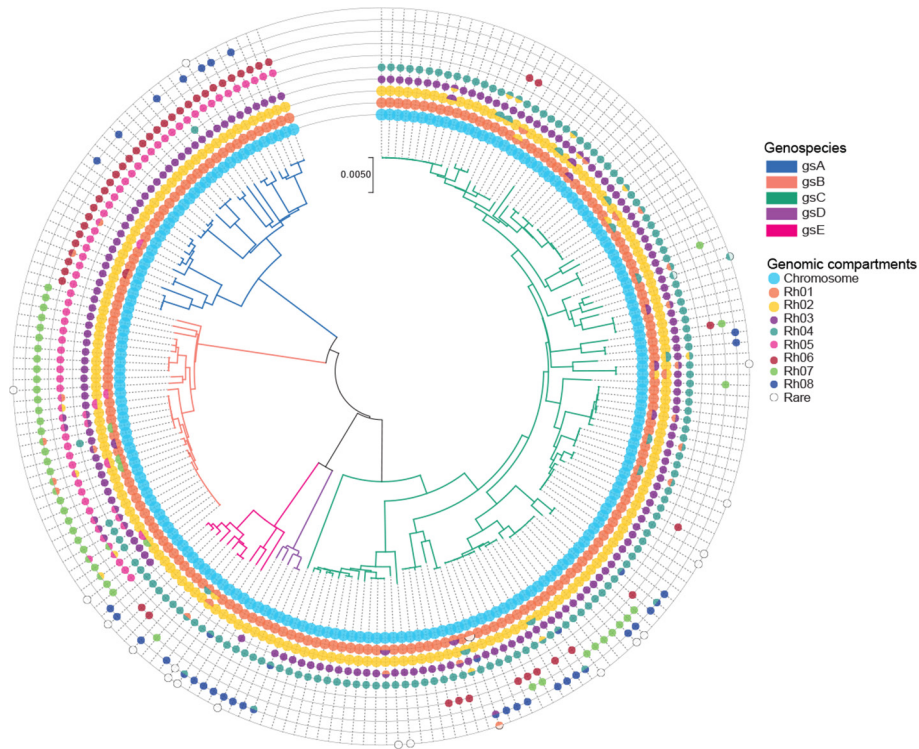 0.0050
Genospecies
gsA
gsB
gsC
gsD
gsE
Genomic compartments
Chromosome
Rh01
Rh02
Rh03
Rh04
Rh05
Rh06
Rh07
Rh08
Rare